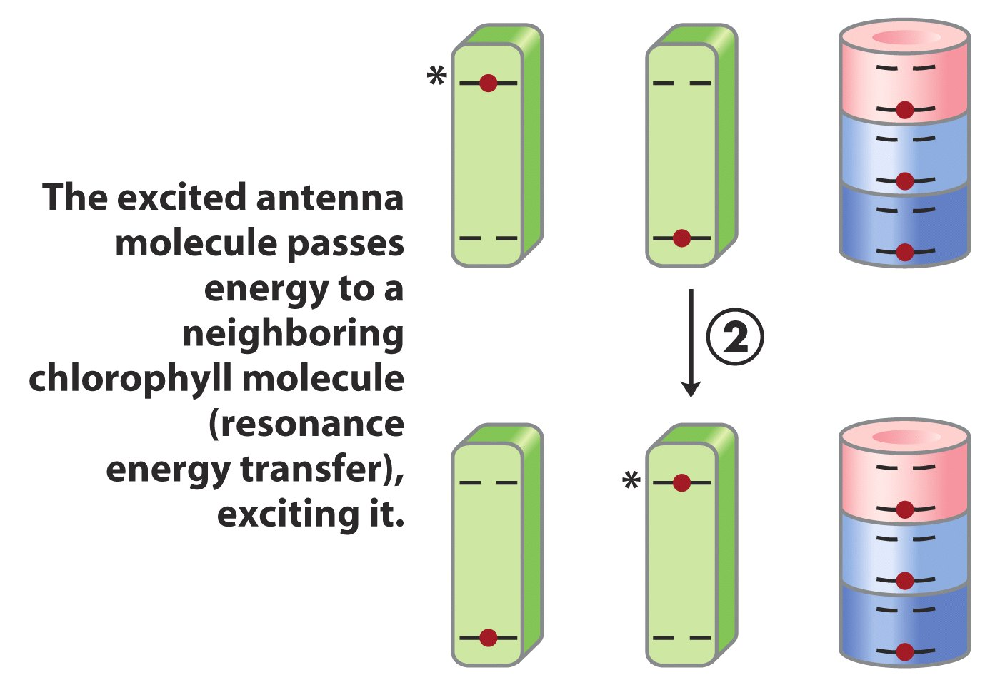 The excited antenna
molecule passes
energy to a
neighboring
chlorophyll molecule
(resonance
energy transfer),
exciting it.
*
2
*